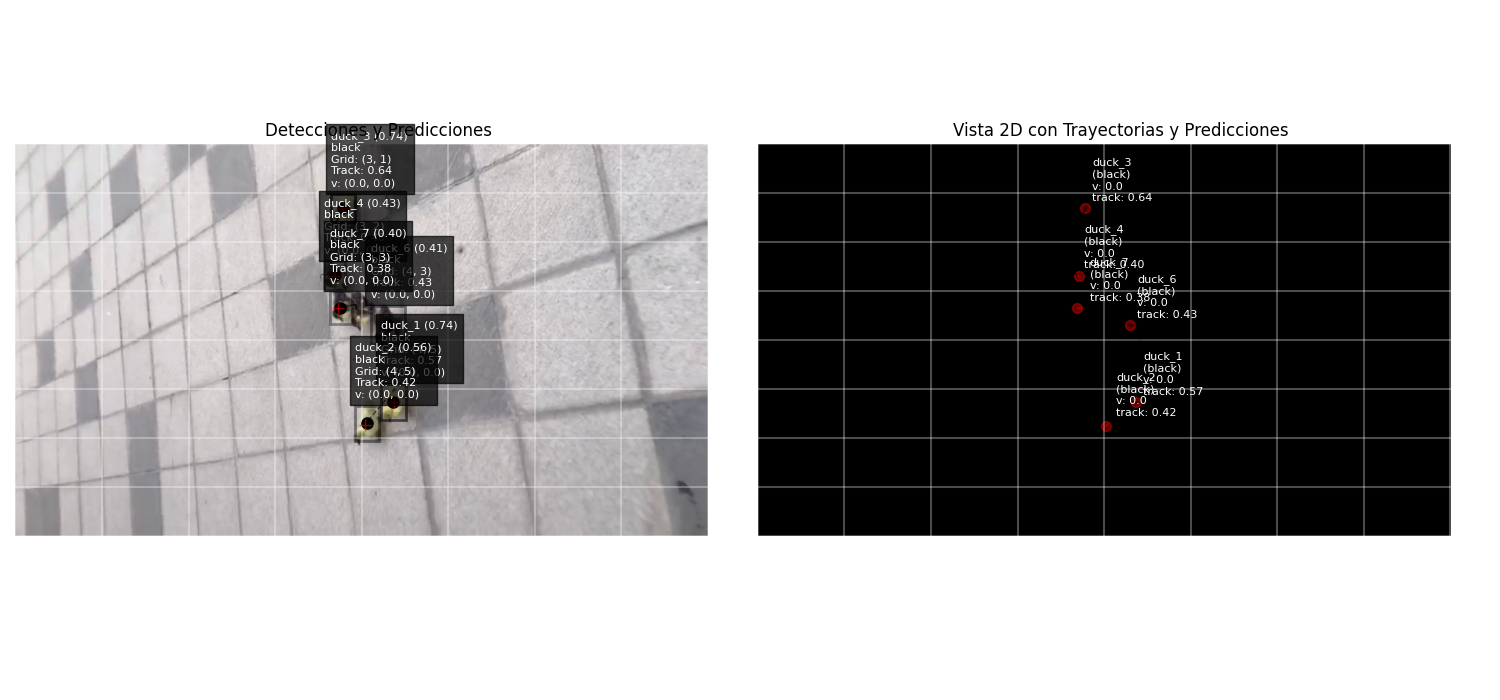 Detecciones y Predicciones
duck_3 (0.74)
black
Grid: (3, 1)
Track: 0.64
v: (0.0, 0.0)
duck_4 (0.43)
black
duck_7 (0.40)
black
Grid: (3, 3)
Track: 0.38
v: (0.0, 0.0)
duck_6 (0.41)
(4, 3)
0.43
v: (0.0, 0.0)
duck_1 (0.74)
black
Track: 0.57
duck_2 (0.56)
black
Grid: (4, 5)
Track: 0.42
v: (0.0, 0.0)
Vista 2D con Trayectorias y Predicciones
duck_3
(black)
v: 0.0
track: 0.64
duck_4
(black)
v: 0.0
track: 0.40
duck_7
(black)
v: 0.0
track: 0.38
duck_6
(black)
v: 0.0
track: 0.43
duck_1
(black)
v: 0.0
track: 0.57
duck_2
(black)
v: 0.0
track: 0.42